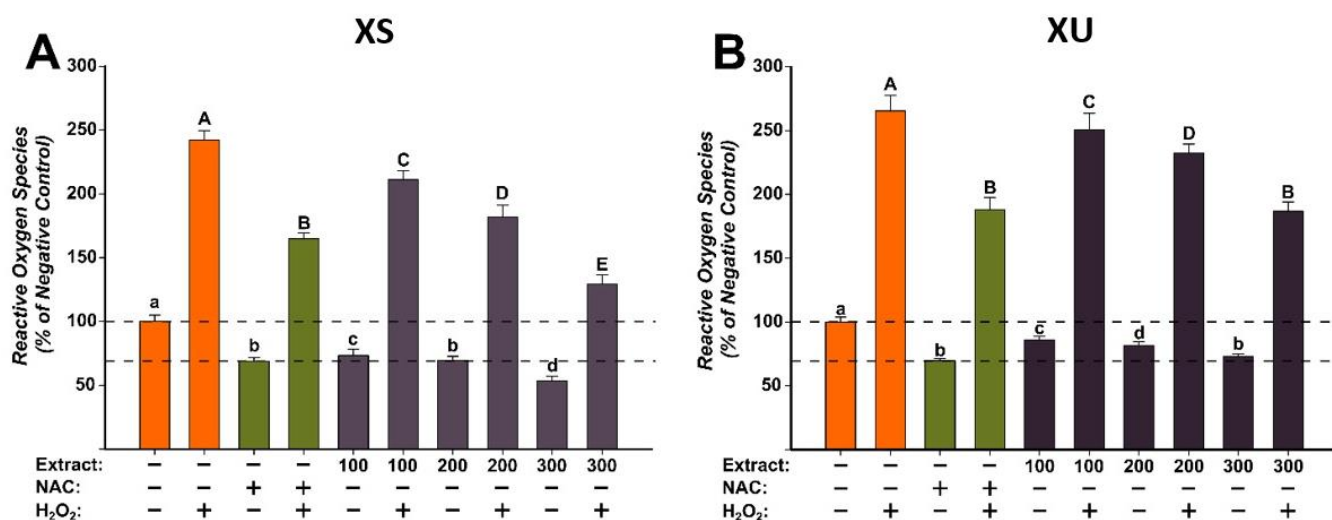 XS
A
Reactive Oxygen Species
(% of Negative Control)
300
250
200
150
100
50
a
A
b
B
c
C
b
D
d
E
Extract: – – – – 100 100 200 200 300 300
NAC: – – + + – – – – – –
H₂O₂: – + – + – + – + – +
XU
B
Reactive Oxygen Species
(% of Negative Control)
300
250
200
150
100
50
a
A
b
B
c
C
d
D
b
B
Extract: – – – – 100 100 200 200 300 300
NAC: – – + + – – – – – –
H₂O₂: – + – + – + – + – +